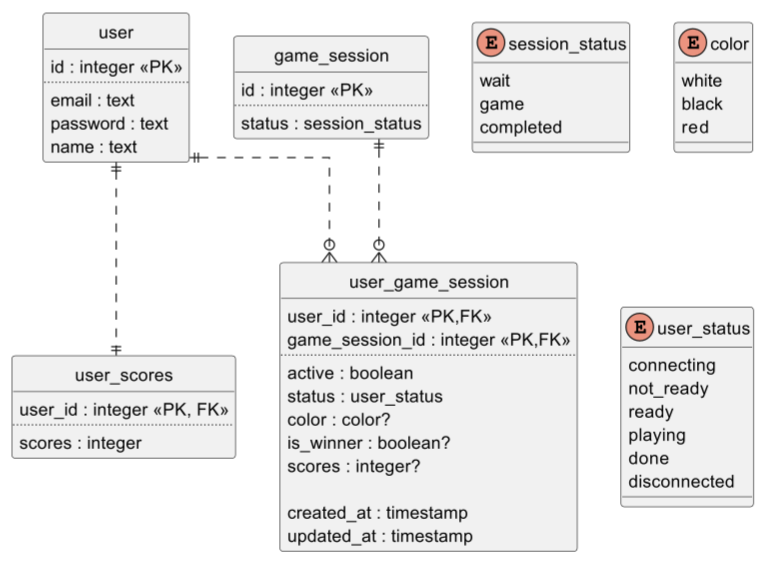 user
id : integer «PK»
email : text
password : text
name : text
game_session
id : integer «PK»
status : session_status
E session_status
wait
game
completed
E color
white
black
red
user_game_session
user_id : integer «PK,FK»
game_session_id : integer «PK,FK»
active : boolean
status : user_status
color : color?
is_winner : boolean?
scores : integer?
created_at : timestamp
updated_at : timestamp
E user_status
connecting
not_ready
ready
playing
done
disconnected
user_scores
user_id : integer «PK, FK»
scores : integer